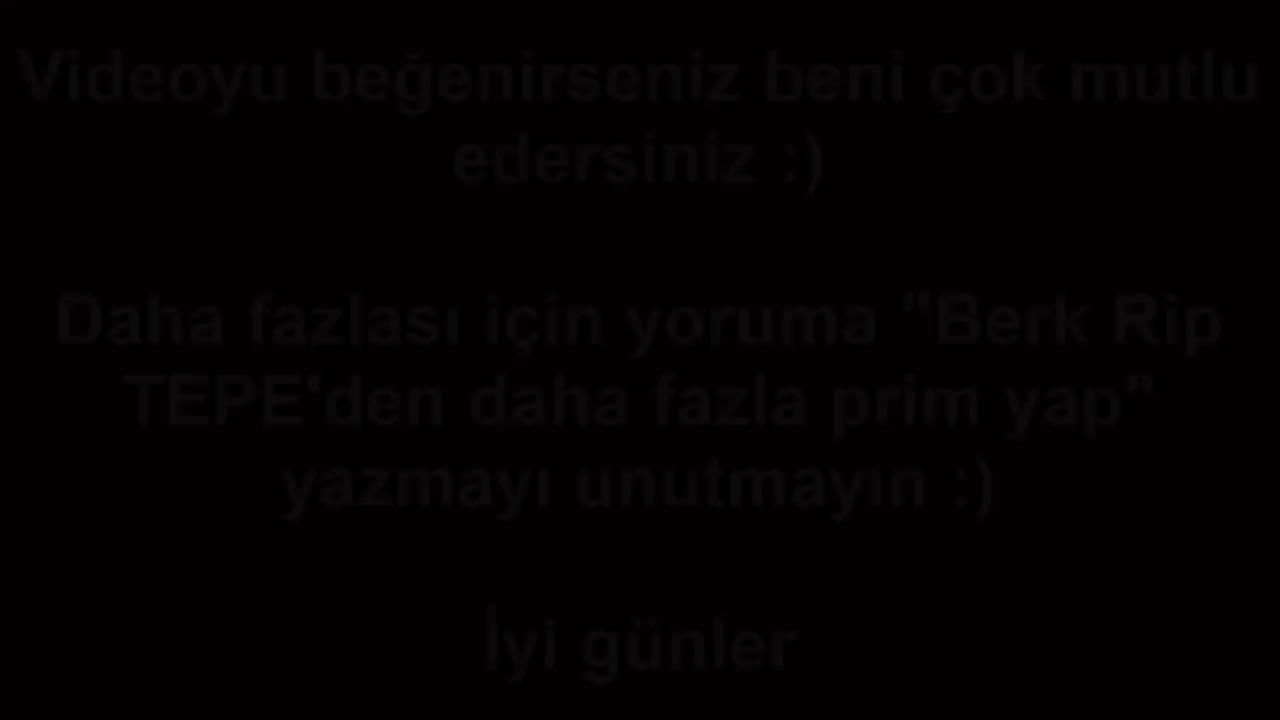 Videoyu beğenirseniz beni çok mutlu
edersiniz :)
Daha fazlası için yoruma "Berk Rip
TEPE'den daha fazla prim yap"
yazmayı unutmayın :)
İyi günler